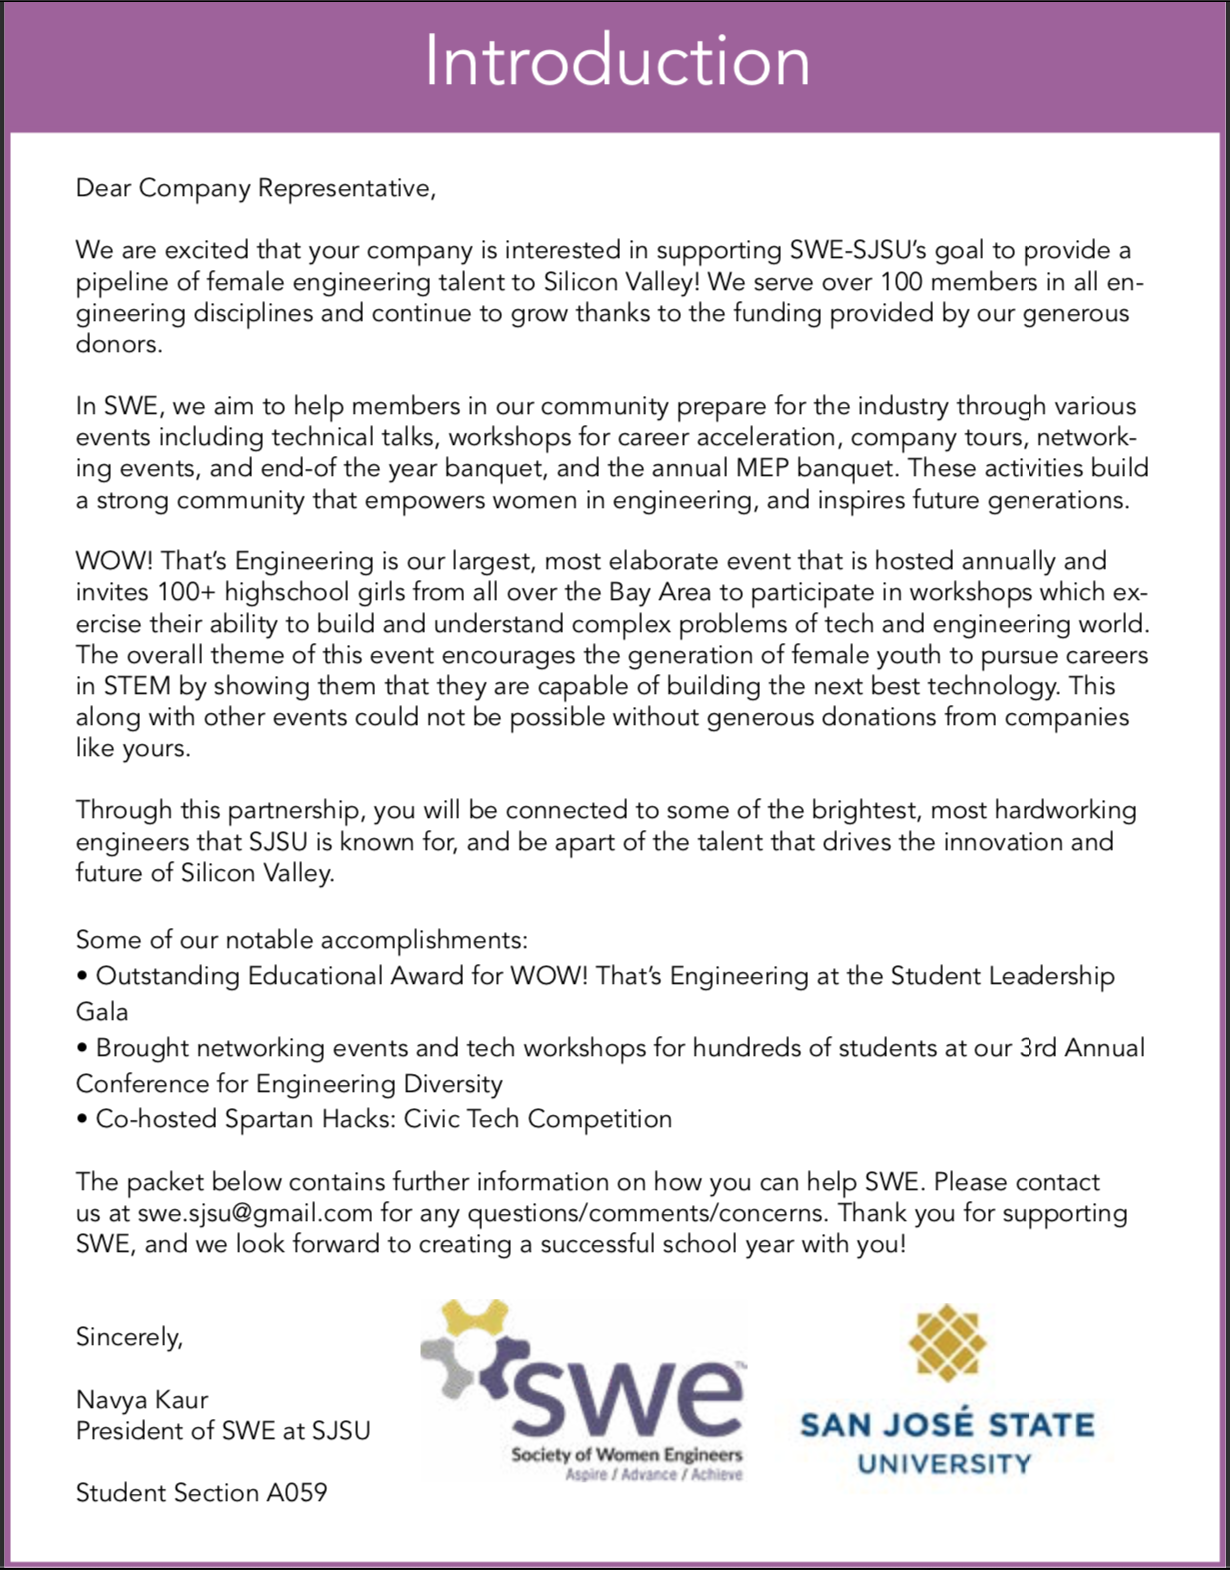 Introduction
Dear Company Representative,
We are excited that your company is interested in supporting SWE-SJSU's goal to provide a
pipeline of female engineering talent to Silicon Valley! We serve over 100 members in all en-
gineering disciplines and continue to grow thanks to the funding provided by our generous
donors.
In SWE, we aim to help members in our community prepare for the industry through various
events including technical talks, workshops for career acceleration, company tours, network-
ing events, and end-of the year banquet, and the annual MEP banquet. These activities build
a strong community that empowers women in engineering, and inspires future generations.
WOW! That's Engineering is our largest, most elaborate event that is hosted annually and
invites 100+ highschool girls from all over the Bay Area to participate in workshops which ex-
ercise their ability to build and understand complex problems of tech and engineering world.
The overall theme of this event encourages the generation of female youth to pursue careers
in STEM by showing them that they are capable of building the next best technology. This
along with other events could not be possible without generous donations from companies
like yours.
Through this partnership, you will be connected to some of the brightest, most hardworking
engineers that SJSU is known for, and be apart of the talent that drives the innovation and
future of Silicon Valley.
Some of our notable accomplishments:
• Outstanding Educational Award for WOW! That's Engineering at the Student Leadership
Gala
• Brought networking events and tech workshops for hundreds of students at our 3rd Annual
Conference for Engineering Diversity
• Co-hosted Spartan Hacks: Civic Tech Competition
The packet below contains further information on how you can help SWE. Please contact
us at swe.sjsu@gmail.com for any questions/comments/concerns. Thank you for supporting
SWE, and we look forward to creating a successful school year with you!
Sincerely,
Navya Kaur
President of SWE at SJSU
Student Section A059
swe™
Society of Women Engineers
Aspire / Advance / Achieve
SAN JOSÉ STATE
UNIVERSITY